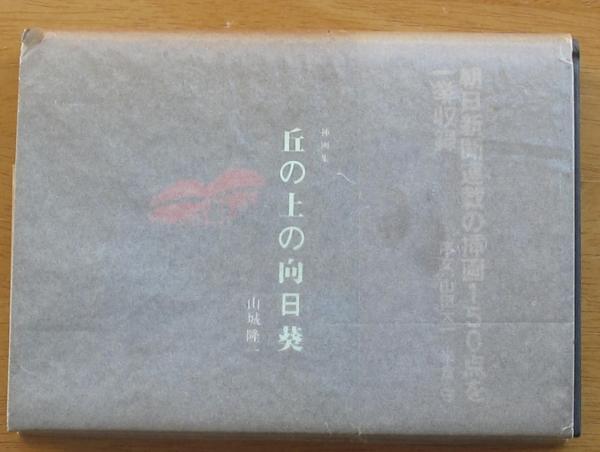 朝日新聞連載の挿画150点を
一挙収録
挿画集
丘の上の向日葵
山城隆一